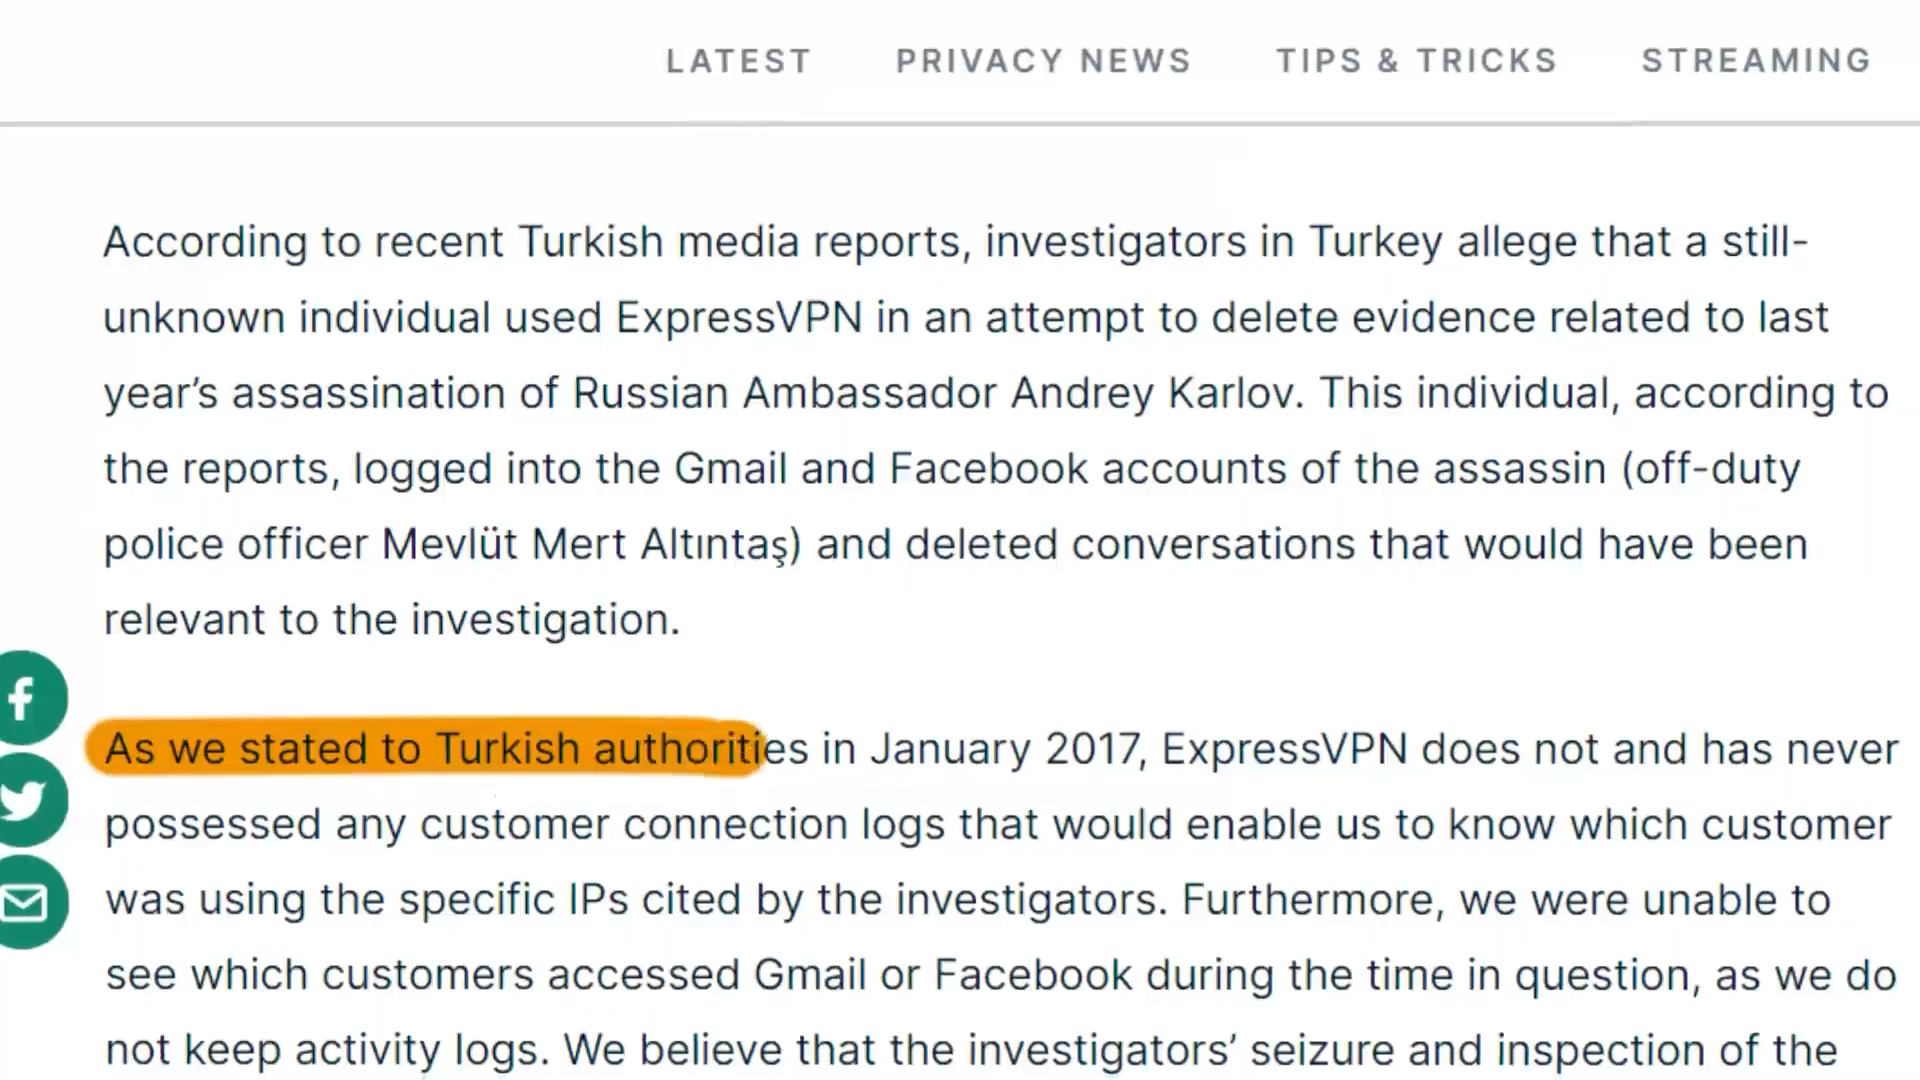 LATEST PRIVACY NEWS TIPS & TRICKS STREAMING
According to recent Turkish media reports, investigators in Turkey allege that a still-
unknown individual used ExpressVPN in an attempt to delete evidence related to last
year’s assassination of Russian Ambassador Andrey Karlov. This individual, according to
the reports, logged into the Gmail and Facebook accounts of the assassin (off-duty
police officer Mevlüt Mert Altıntaş) and deleted conversations that would have been
relevant to the investigation.
As we stated to Turkish authorities in January 2017, ExpressVPN does not and has never
possessed any customer connection logs that would enable us to know which customer
was using the specific IPs cited by the investigators. Furthermore, we were unable to
see which customers accessed Gmail or Facebook during the time in question, as we do
not keep activity logs. We believe that the investigators’ seizure and inspection of the